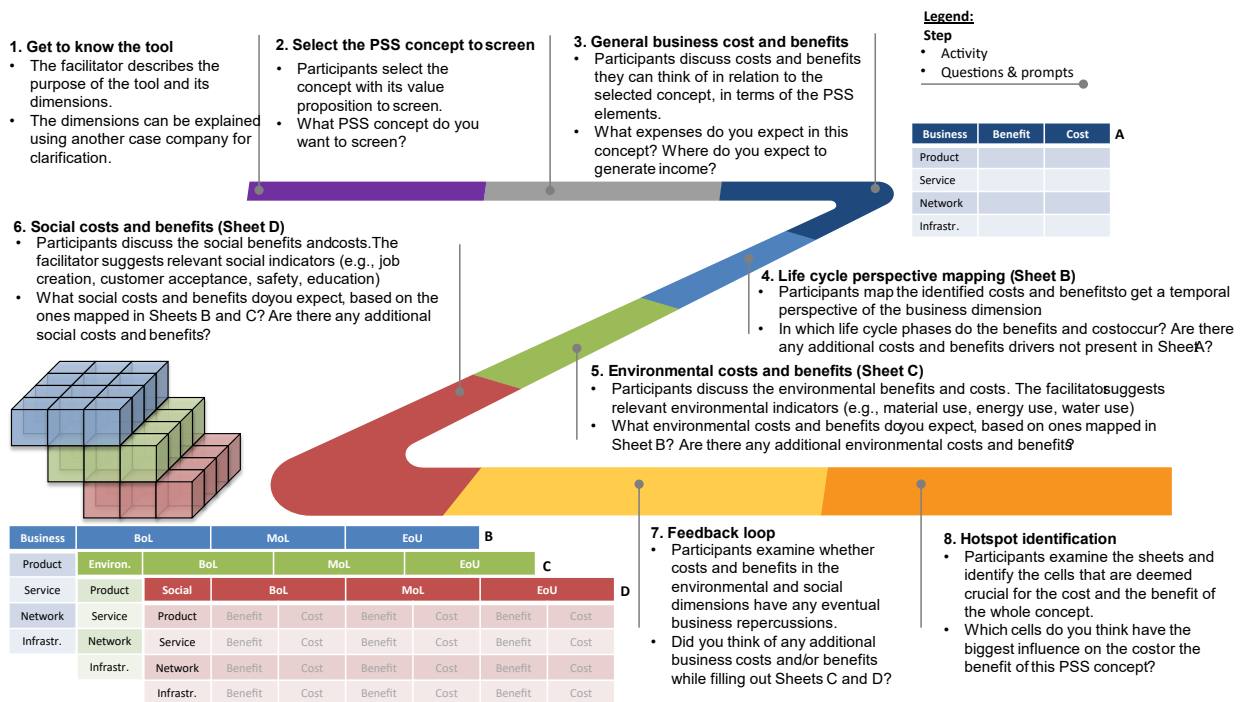 Legend:
Step
• Activity
• Questions & prompts
1. Get to know the tool
• The facilitator describes the
purpose of the tool and its
dimensions.
• The dimensions can be explained
using another case company for
clarification.
2. Select the PSS concept to screen
• Participants select the
concept with its value
proposition to screen.
• What PSS concept do you
want to screen?
3. General business cost and benefits
• Participants discuss costs and benefits
they can think of in relation to the
selected concept, in terms of the PSS
elements.
• What expenses do you expect in this
concept? Where do you expect to
generate income?
Business Benefit Cost A
Product
Service
Network
Infrastr.
4. Life cycle perspective mapping (Sheet B)
• Participants map the identified costs and benefits to get a temporal
perspective of the business dimension
• In which life cycle phases do the benefits and cost occur? Are there
any additional costs and benefits drivers not present in Sheet A?
5. Environmental costs and benefits (Sheet C)
• Participants discuss the environmental benefits and costs. The facilitator suggests
relevant environmental indicators (e.g., material use, energy use, water use)
• What environmental costs and benefits do you expect, based on ones mapped in
Sheet B? Are there any additional environmental costs and benefits?
6. Social costs and benefits (Sheet D)
• Participants discuss the social benefits and costs. The
facilitator suggests relevant social indicators (e.g., job
creation, customer acceptance, safety, education)
• What social costs and benefits do you expect, based on the
ones mapped in Sheets B and C? Are there any additional
social costs and benefits?
7. Feedback loop
• Participants examine whether
costs and benefits in the
environmental and social
dimensions have any eventual
business repercussions.
• Did you think of any additional
business costs and/or benefits
while filling out Sheets C and D?
8. Hotspot identification
• Participants examine the sheets and
identify the cells that are deemed
crucial for the cost and the benefit of
the whole concept.
• Which cells do you think have the
biggest influence on the cost or the
benefit of this PSS concept?
Business BoL MoL EoU B
Product Environ. BoL MoL EoU C
Service Product Social BoL MoL EoU D
Network Service Product Benefit Cost Benefit Cost Benefit Cost
Infrastr. Network Service Benefit Cost Benefit Cost Benefit Cost
Infrastr. Network Benefit Cost Benefit Cost Benefit Cost
Infrastr. Benefit Cost Benefit Cost Benefit Cost